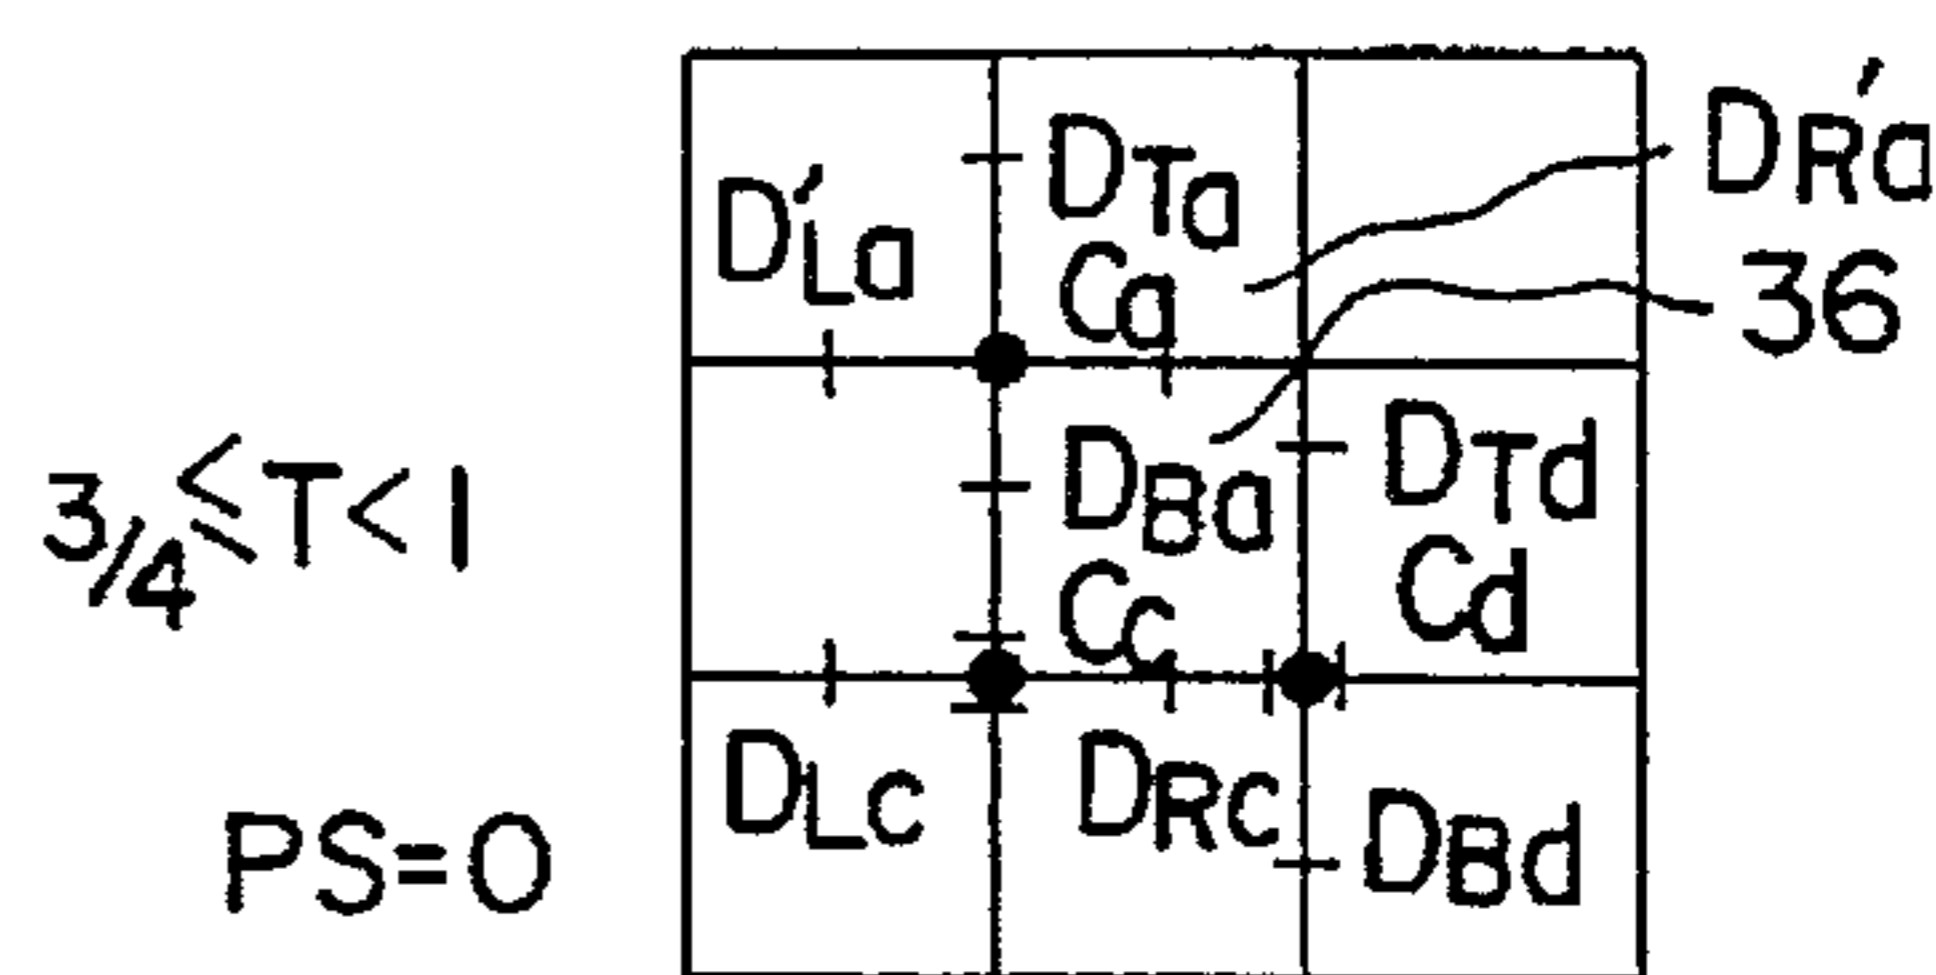 D'La
DTa
Ca
DR'a
36
3/4≤T<1
DBa
Cc
DTd
Cd
PS=0
DLc
DRc
DBd